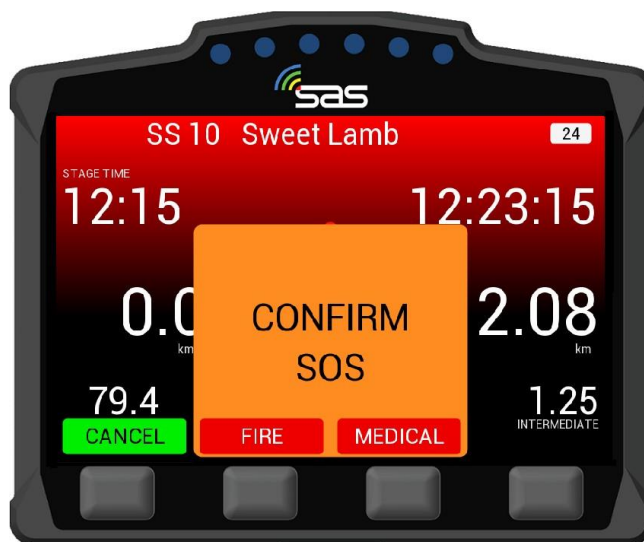 sas
SS 10 Sweet Lamb
24
STAGE TIME
12:15
12:23:15
0.0
km
2.08
km
CONFIRM
SOS
79.4
1.25
INTERMEDIATE
CANCEL
FIRE
MEDICAL